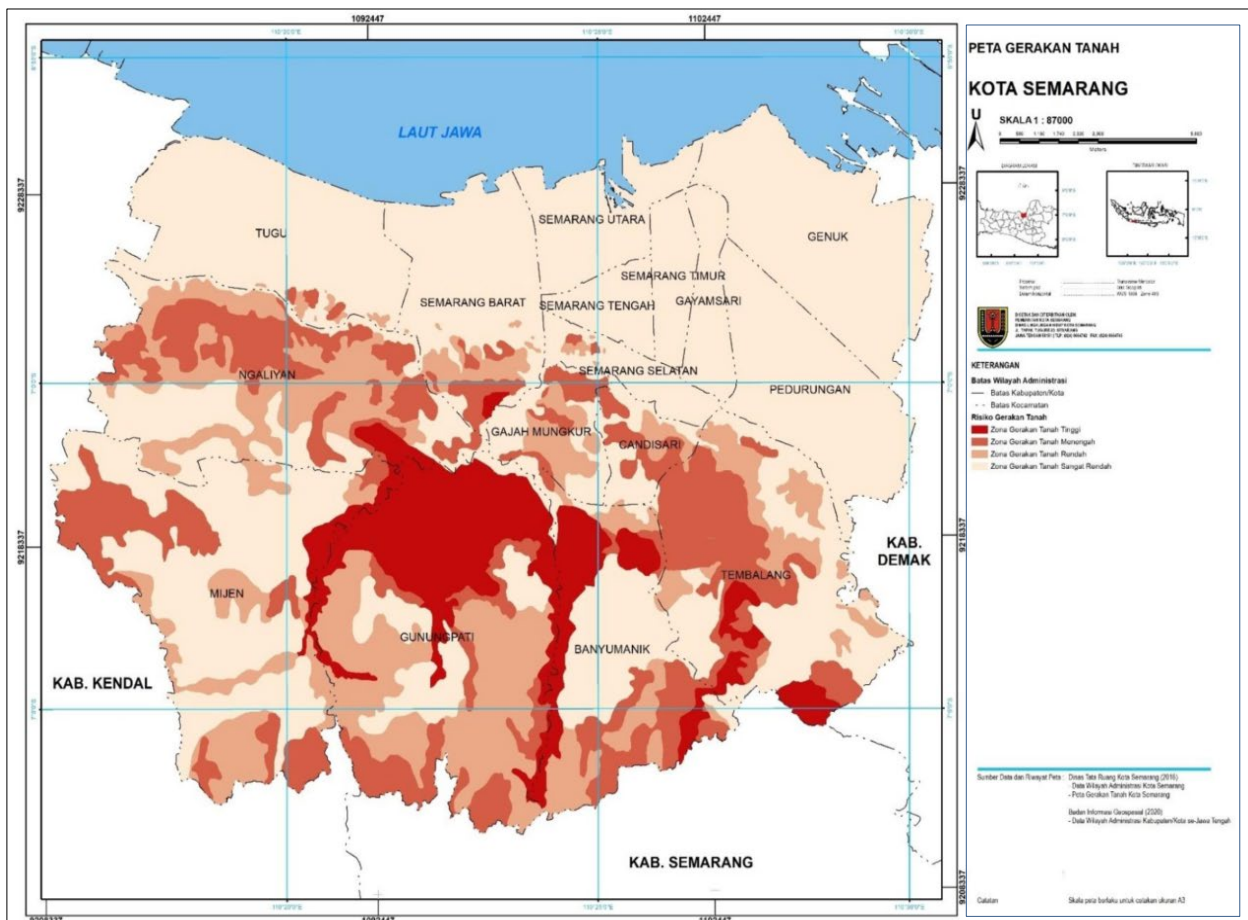 1092447
1102447
LAUT JAWA
9228337
9228337
TUGU
SEMARANG UTARA
GENUK
SEMARANG TIMUR
SEMARANG BARAT
SEMARANG TENGAH
GAYAMSARI
NGALIYAN
SEMARANG SELATAN
PEDURUNGAN
GAJAH MUNGKUR
CANDISARI
9218337
9218337
KAB.
DEMAK
MIJEN
TEMBALANG
GUNUNGPATI
BANYUMANIK
KAB. KENDAL
KAB. SEMARANG
9208337
9208337
1092447
1102447
PETA GERAKAN TANAH
KOTA SEMARANG
U
SKALA 1 : 87000
KETERANGAN
Batas Wilayah Administrasi
Batas Kabupaten/Kota
Batas Kecamatan
Risiko Gerakan Tanah
Zona Gerakan Tanah Tinggi
Zona Gerakan Tanah Menengah
Zona Gerakan Tanah Rendah
Zona Gerakan Tanah Sangat Rendah
Sumber Data dan Riwayat Peta : Dinas Tata Ruang Kota Semarang (2016)
- Data Wilayah Administrasi Kota Semarang
- Peta Gerakan Tanah Kota Semarang
Badan Informasi Geospasial (2020)
- Data Wilayah Administrasi Kabupaten/Kota se-Jawa Tengah
Catatan Skala peta berlaku untuk cetakan ukuran A3